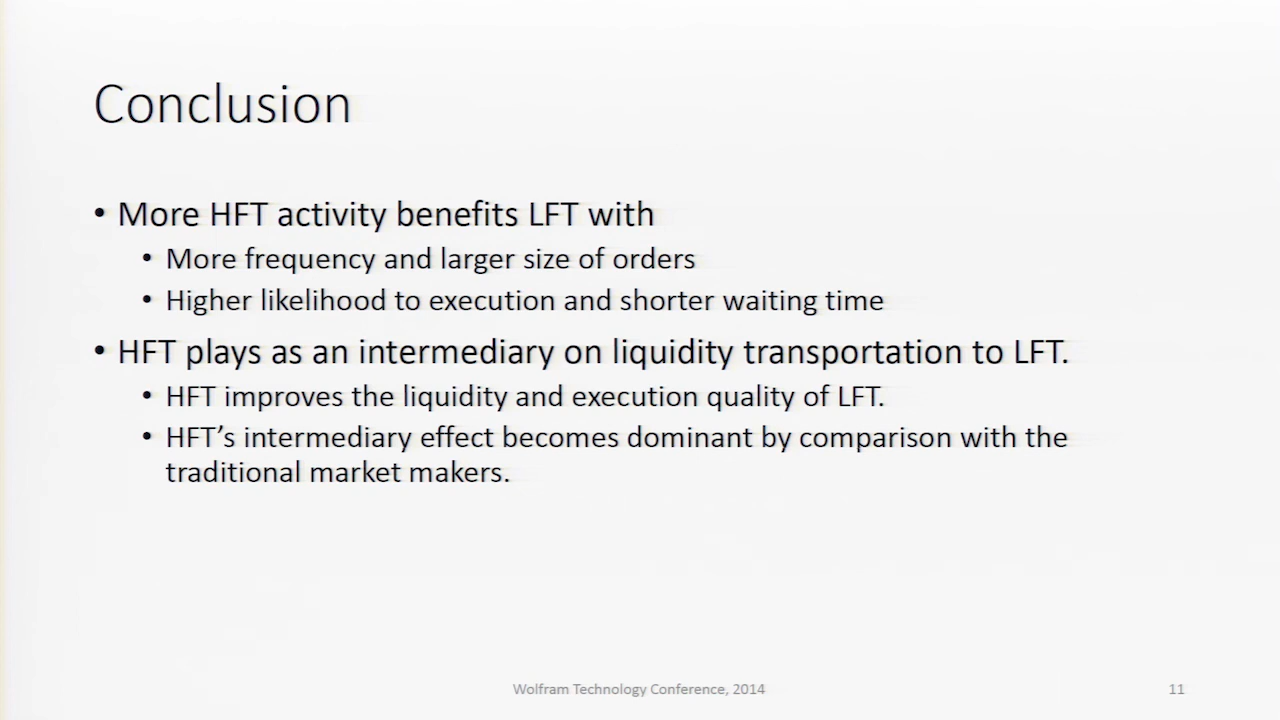 Conclusion
• More HFT activity benefits LFT with
• More frequency and larger size of orders
• Higher likelihood to execution and shorter waiting time
• HFT plays as an intermediary on liquidity transportation to LFT.
• HFT improves the liquidity and execution quality of LFT.
• HFT’s intermediary effect becomes dominant by comparison with the
traditional market makers.
Wolfram Technology Conference, 2014
11